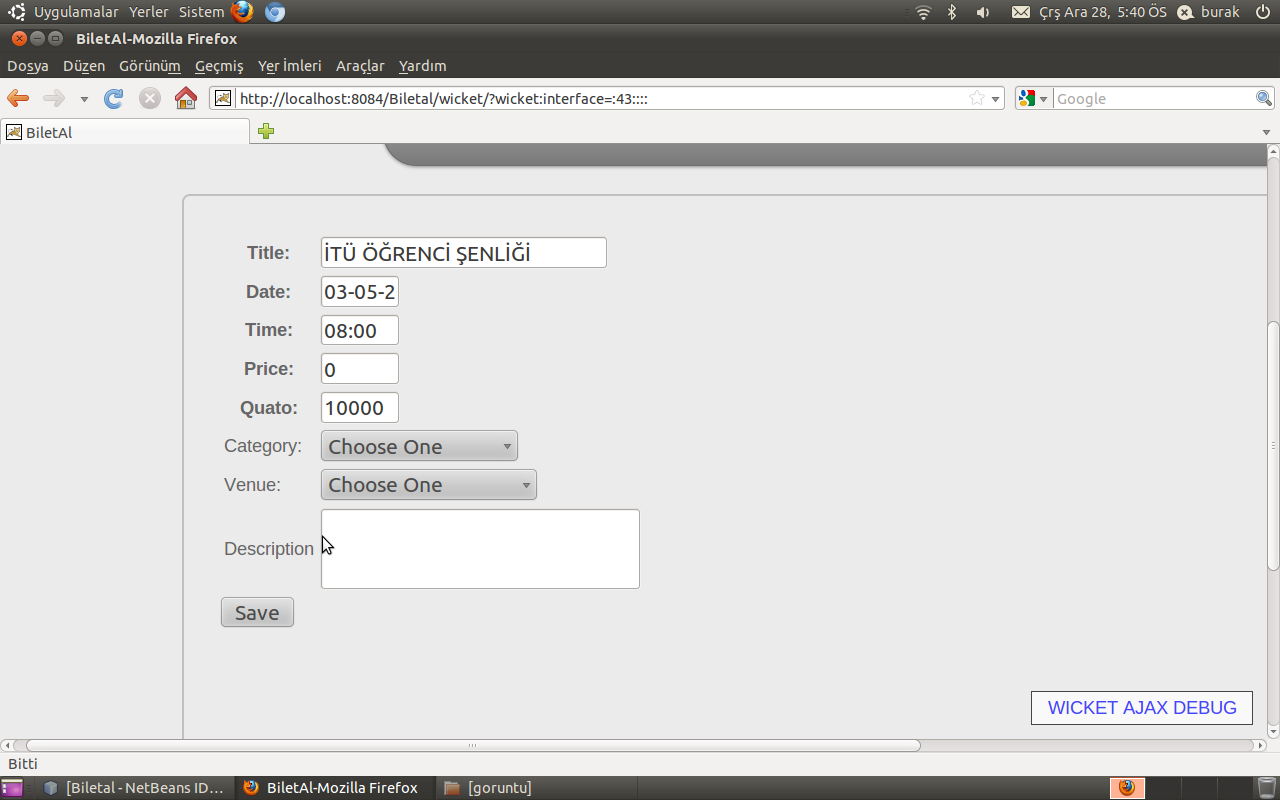 Uygulamalar Yerler Sistem Çrş Ara 28, 5:40 ÖS burak
BiletAl-Mozilla Firefox
Dosya Düzen Görünüm Geçmiş Yer İmleri Araçlar Yardım
http://localhost:8084/Biletal/wicket/?wicket:interface=:43:::: Google
BiletAl
Title: İTÜ ÖĞRENCİ ŞENLİĞİ
Date: 03-05-2
Time: 08:00
Price: 0
Quato: 10000
Category: Choose One
Venue: Choose One
Description
Save
WICKET AJAX DEBUG
Bitti
[Biletal - NetBeans ID... BiletAl-Mozilla Firefox [goruntu]